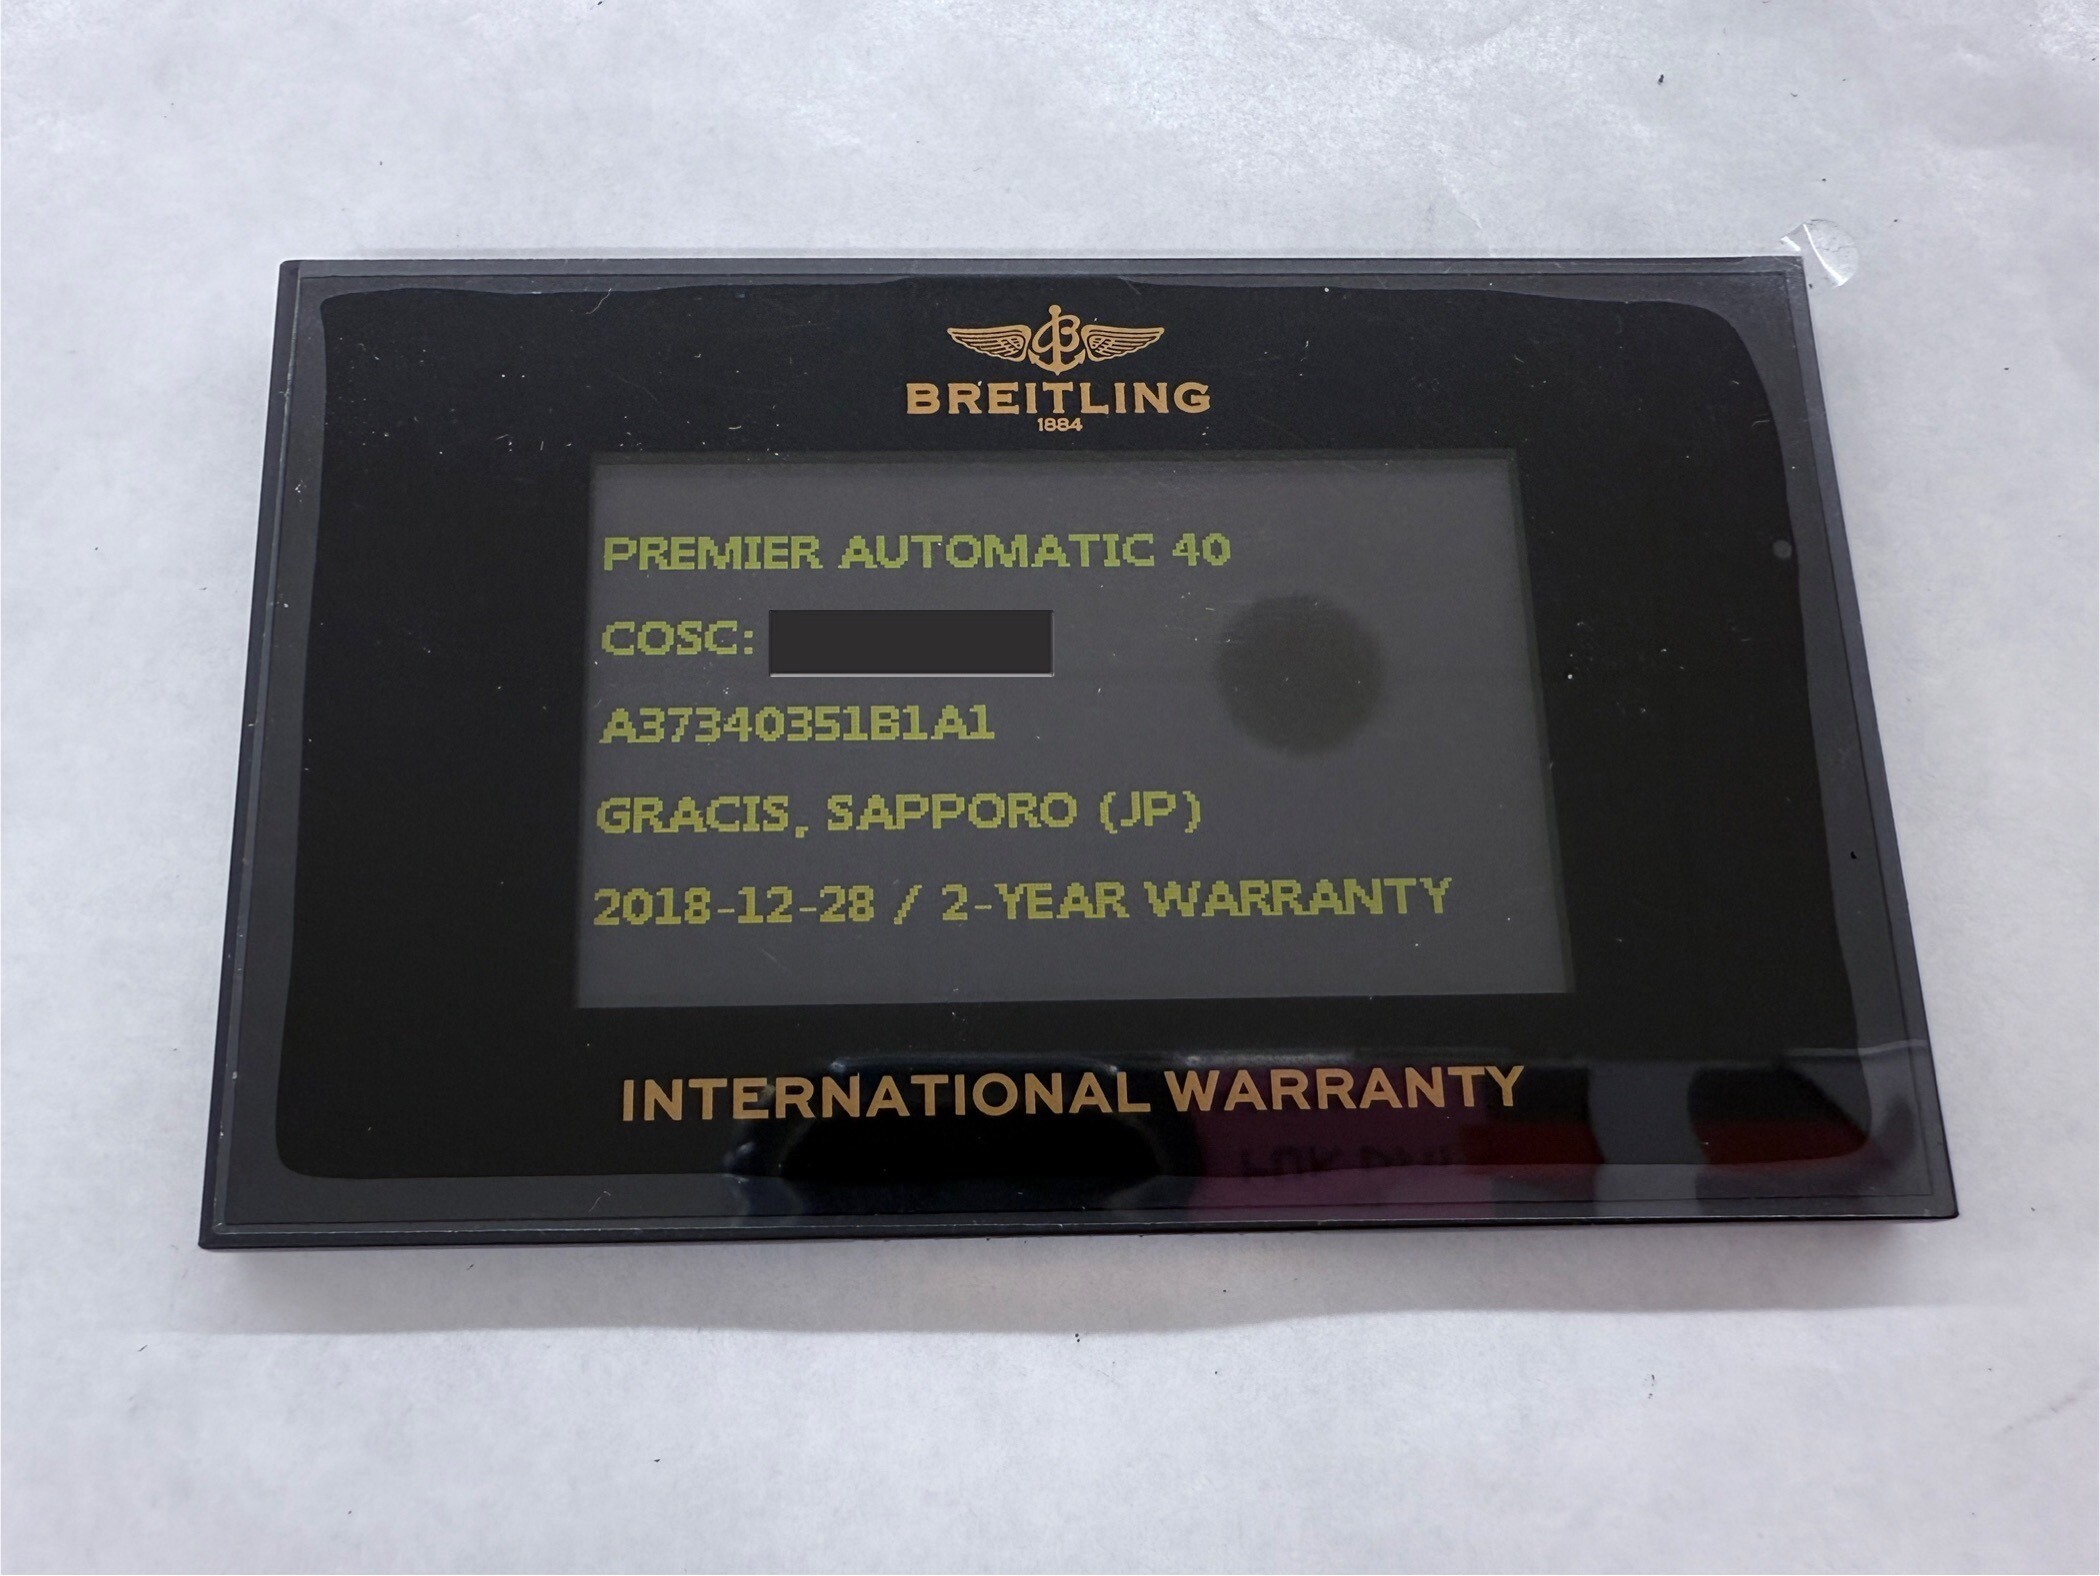 BREITLING
1884
PREMIER AUTOMATIC 40
COSC:
A37340351B1A1
GRACIS, SAPPORO (JP)
2018-12-28 / 2-YEAR WARRANTY
INTERNATIONAL WARRANTY